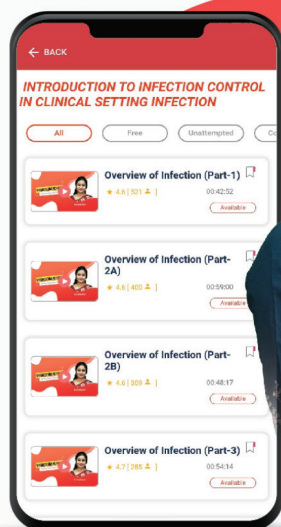 ← BACK
INTRODUCTION TO INFECTION CONTROL
IN CLINICAL SETTING INFECTION
All Free Unattempted Co
Overview of Infection (Part-1)
★ 4.6 | 521 | 00:42:52
Available
Overview of Infection (Part-
2A)
★ 4.6 | 400 | 00:59:00
Available
Overview of Infection (Part-
2B)
★ 4.6 | 309 | 00:48:17
Available
Overview of Infection (Part-3)
★ 4.7 | 285 | 00:54:14
Available